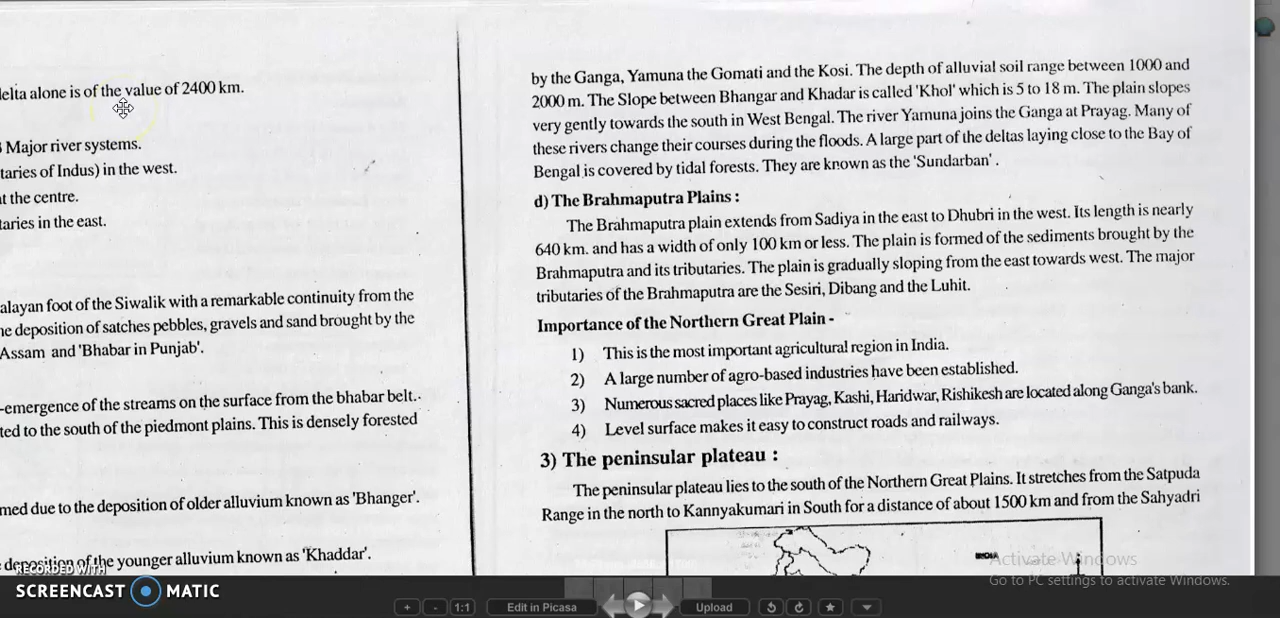 delta alone is of the value of 2400 km.
Major river systems.
taries of Indus) in the west.
at the centre.
taries in the east.
alayan foot of the Siwalik with a remarkable continuity from the
he deposition of satches pebbles, gravels and sand brought by the
Assam and 'Bhabar in Punjab'.
-emergence of the streams on the surface from the bhabar belt..
ted to the south of the piedmont plains. This is densely forested
med due to the deposition of older alluvium known as 'Bhanger'.
deposition of the younger alluvium known as 'Khaddar'.
by the Ganga, Yamuna the Gomati and the Kosi. The depth of alluvial soil range between 1000 and
2000 m. The Slope between Bhangar and Khadar is called 'Khol' which is 5 to 18 m. The plain slopes
very gently towards the south in West Bengal. The river Yamuna joins the Ganga at Prayag. Many of
these rivers change their courses during the floods. A large part of the deltas laying close to the Bay of
Bengal is covered by tidal forests. They are known as the 'Sundarban'.
d) The Brahmaputra Plains :
The Brahmaputra plain extends from Sadiya in the east to Dhubri in the west. Its length is nearly
640 km. and has a width of only 100 km or less. The plain is formed of the sediments brought by the
Brahmaputra and its tributaries. The plain is gradually sloping from the east towards west. The major
tributaries of the Brahmaputra are the Sesiri, Dibang and the Luhit.
Importance of the Northern Great Plain -
1) This is the most important agricultural region in India.
2) A large number of agro-based industries have been established.
3) Numerous sacred places like Prayag, Kashi, Haridwar, Rishikesh are located along Ganga's bank.
4) Level surface makes it easy to construct roads and railways.
3) The peninsular plateau :
The peninsular plateau lies to the south of the Northern Great Plains. It stretches from the Satpuda
Range in the north to Kannyakumari in South for a distance of about 1500 km and from the Sahyadri
INDIA
Activate Windows
Go to PC settings to activate Windows.
RECORDED WITH
SCREENCAST MATIC
+ - 1:1 Edit in Picasa Upload